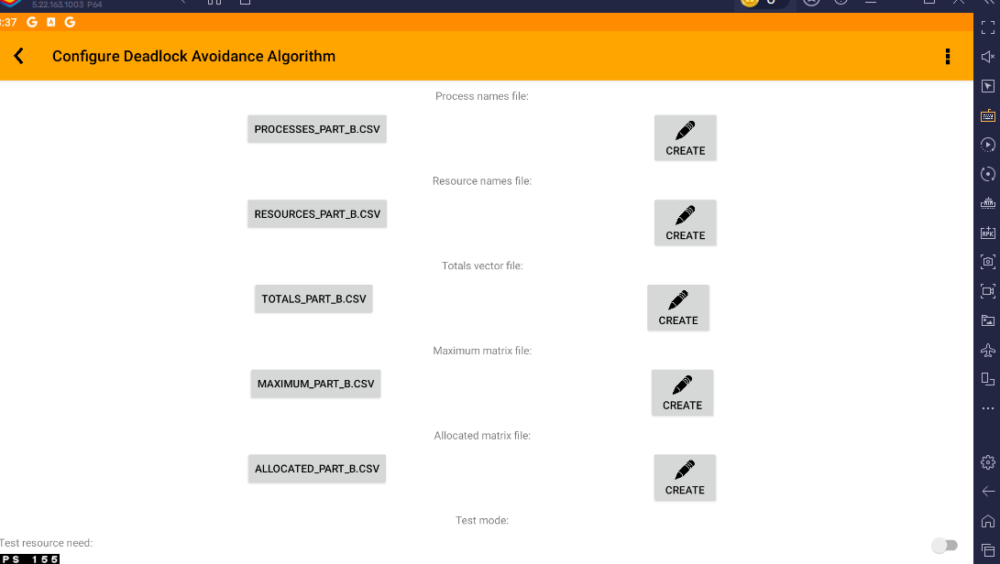 5.22.163.1003 P64
:37
Configure Deadlock Avoidance Algorithm
Process names file:
PROCESSES_PART_B.CSV
CREATE
Resource names file:
RESOURCES_PART_B.CSV
CREATE
Totals vector file:
TOTALS_PART_B.CSV
CREATE
Maximum matrix file:
MAXIMUM_PART_B.CSV
CREATE
Allocated matrix file:
ALLOCATED_PART_B.CSV
CREATE
Test mode:
Test resource need:
PS 155